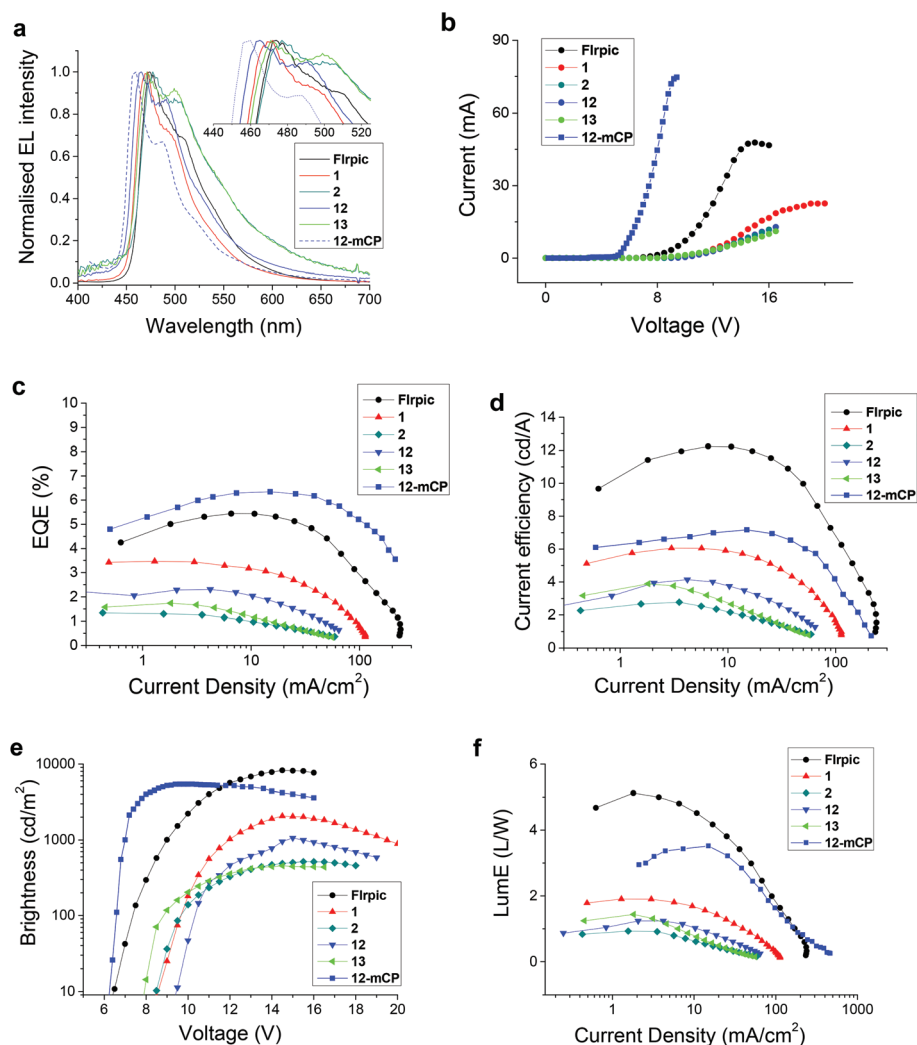 a
Normalised EL intensity
1.0
0.8
0.6
0.4
0.2
0.0
400 450 500 550 600 650 700
Wavelength (nm)
440 460 480 500 520
FIrpic
1
2
12
13
12-mCP
b
Current (mA)
75
50
25
0
0 8 16
Voltage (V)
FIrpic
1
2
12
13
12-mCP
c
EQE (%)
10
9
8
7
6
5
4
3
2
1
0
1 10 100
Current Density (mA/cm²)
FIrpic
1
2
12
13
12-mCP
d
Current efficiency (cd/A)
14
12
10
8
6
4
2
0
1 10 100
Current Density (mA/cm²)
FIrpic
1
2
12
13
12-mCP
e
Brightness (cd/m²)
10000
1000
100
10
6 8 10 12 14 16 18 20
Voltage (V)
FIrpic
1
2
12
13
12-mCP
f
LumE (L/W)
6
4
2
0
1 10 100 1000
Current Density (mA/cm²)
FIrpic
1
2
12
13
12-mCP